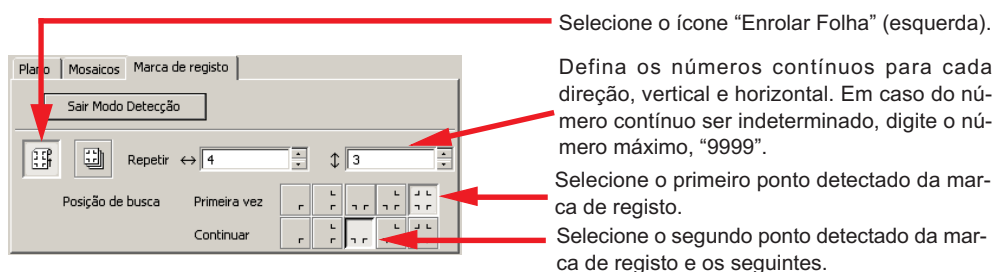 Selecione o ícone “Enrolar Folha” (esquerda).
Plano Mosaicos Marca de registo
Sair Modo Detecção
Defina os números contínuos para cada
direção, vertical e horizontal. Em caso do nú-
mero contínuo ser indeterminado, digite o nú-
mero máximo, “9999”.
Repetir 4 3
Posição de busca Primeira vez
Selecione o primeiro ponto detectado da mar-
ca de registo.
Continuar
Selecione o segundo ponto detectado da mar-
ca de registo e os seguintes.